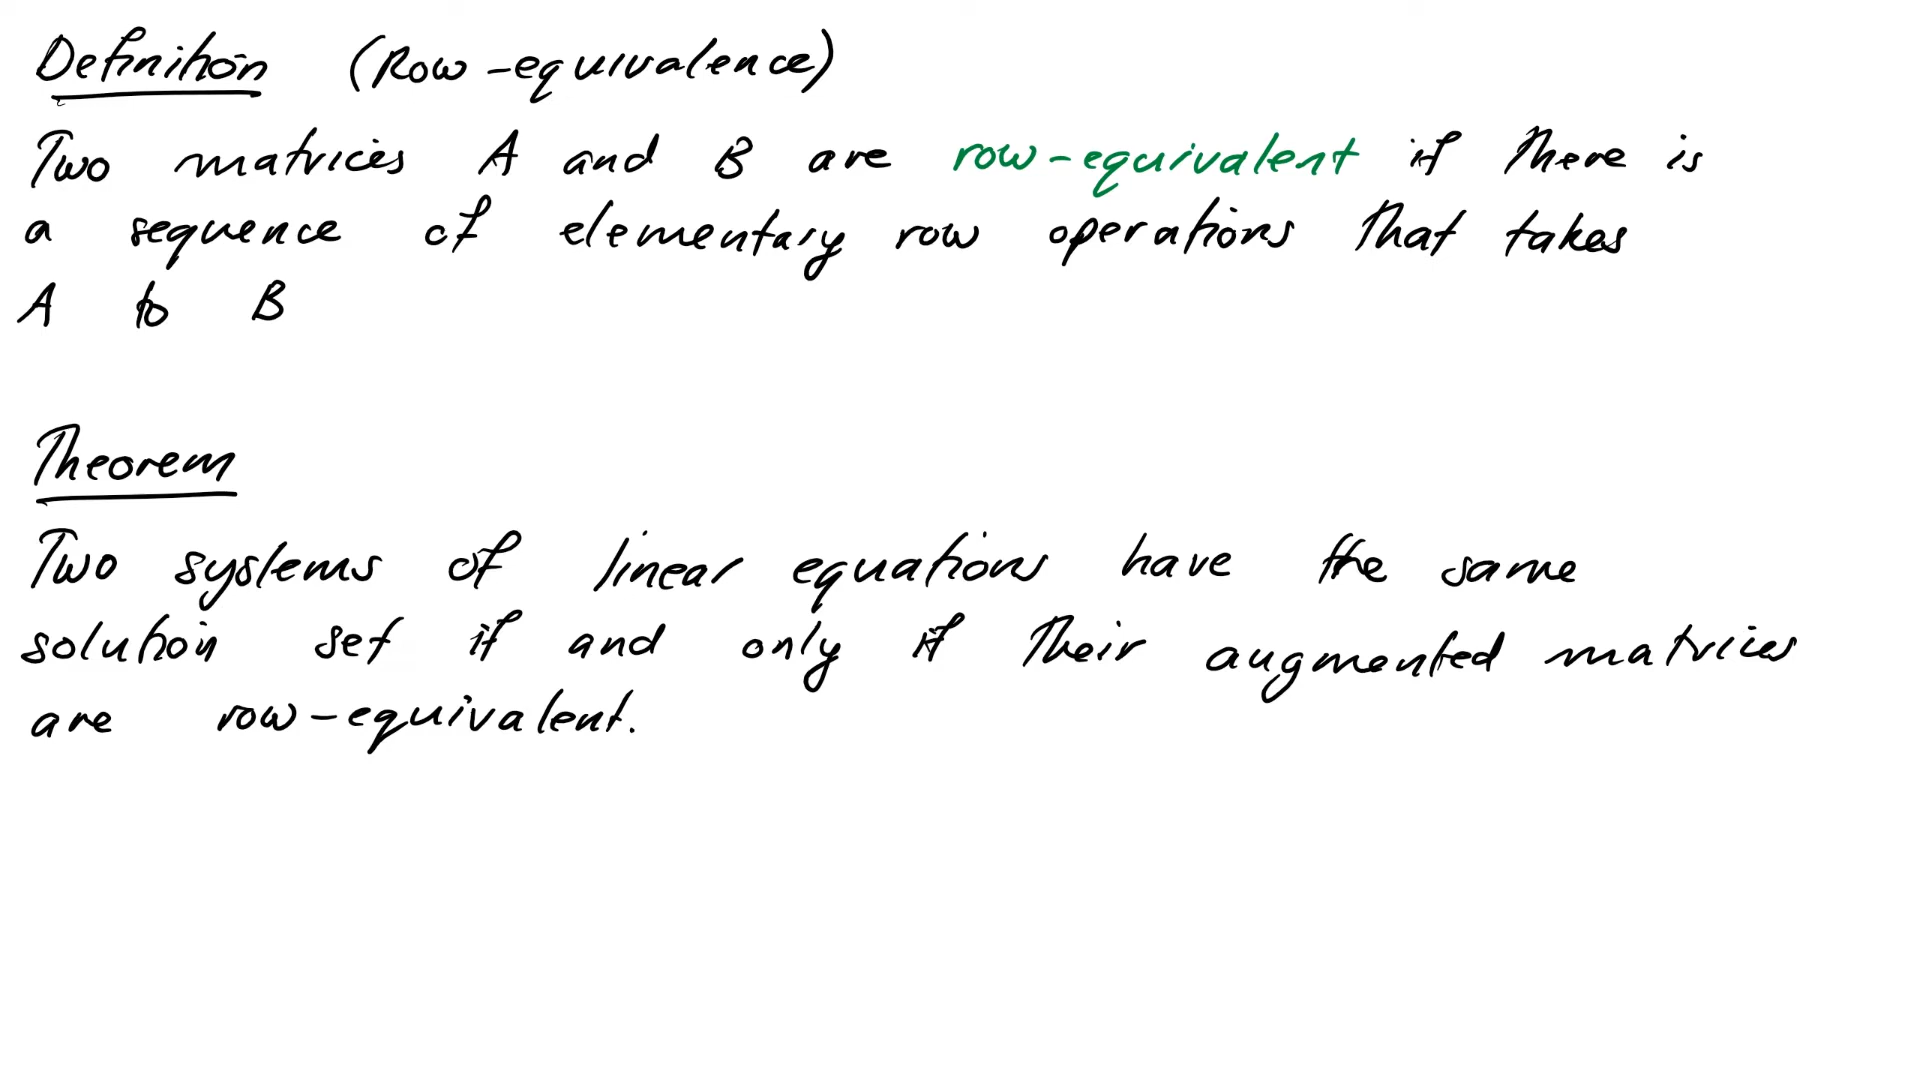 Definition (Row-equivalence)
Two matrices A and B are row-equivalent if there is
a sequence of elementary row operations that takes
A to B
Theorem
Two systems of linear equations have the same
solution set if and only if their augmented matrices
are row-equivalent.